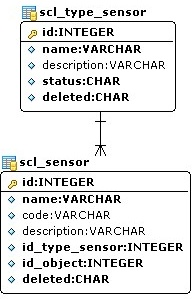 scl_type_sensor
id:INTEGER
name:VARCHAR
description:VARCHAR
status:CHAR
deleted:CHAR
scl_sensor
id:INTEGER
name:VARCHAR
code:VARCHAR
description:VARCHAR
id_type_sensor:INTEGER
id_object:INTEGER
deleted:CHAR